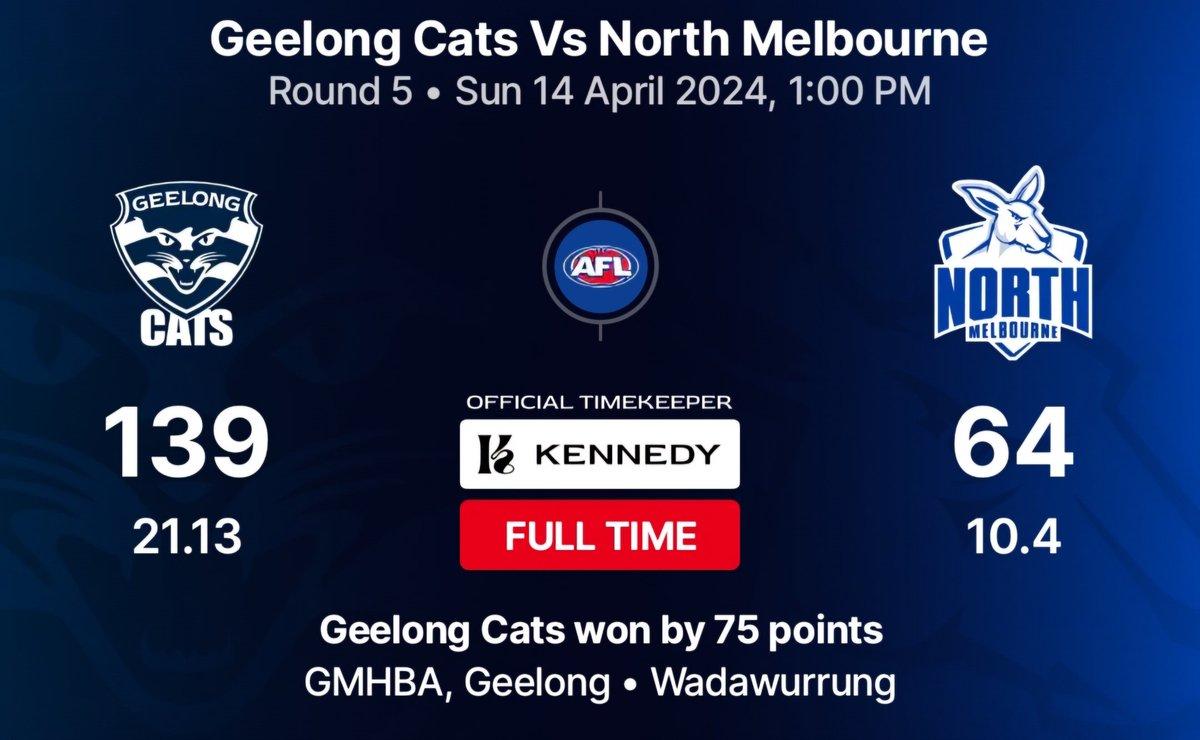 Geelong Cats Vs North Melbourne
Round 5 • Sun 14 April 2024, 1:00 PM
GEELONG
CATS
AFL
NORTH
MELBOURNE
139
21.13
OFFICIAL TIMEKEEPER
KENNEDY
FULL TIME
64
10.4
Geelong Cats won by 75 points
GMHBA, Geelong • Wadawurrung